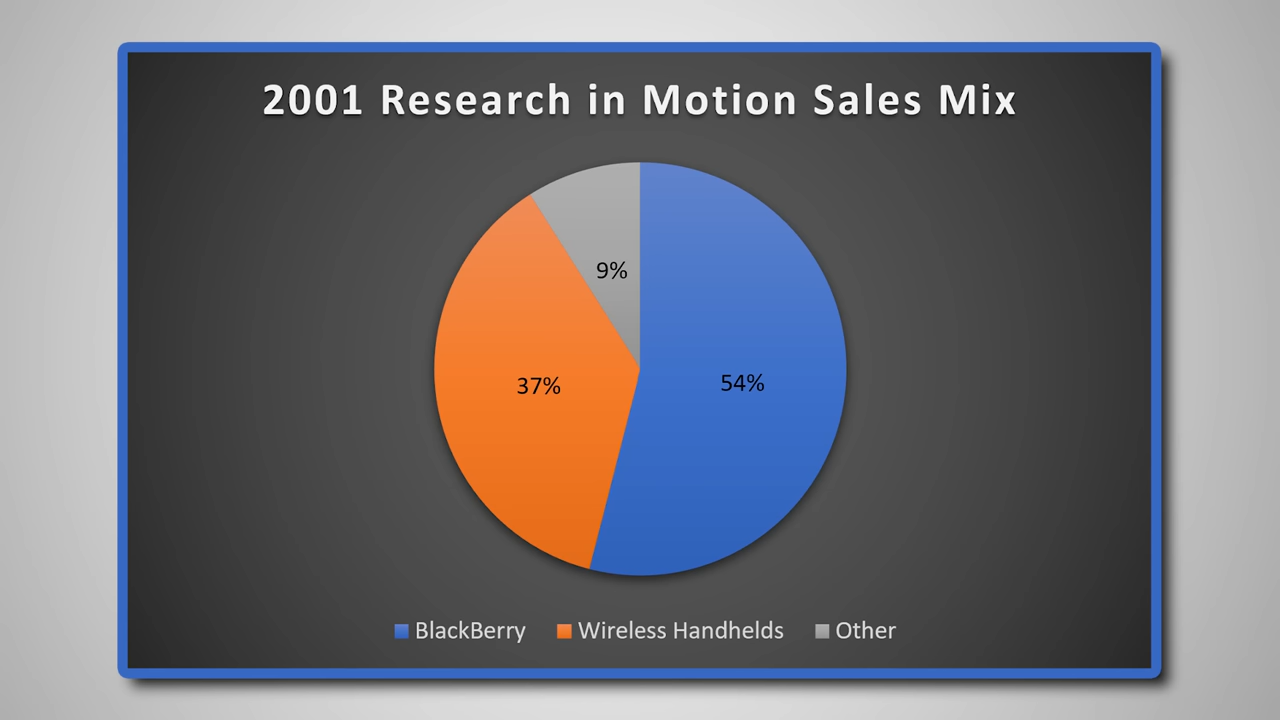 2001 Research in Motion Sales Mix
9%
37%
54%
BlackBerry Wireless Handhelds Other